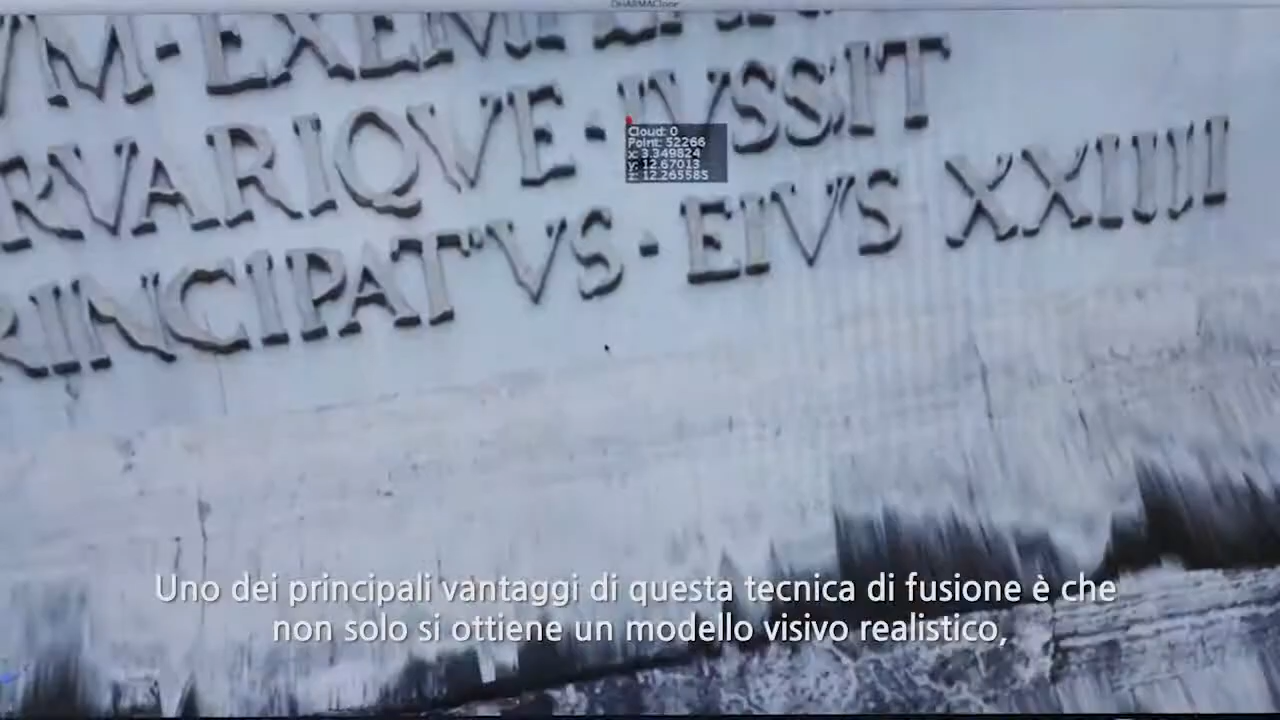 VM · EXEMPLAR
RVARIQVE · IVSSIT
RINCIPATVS · EIVS XXIIII
Cloud: 0
Point: 52266
x: 3.349824
y: 12.67013
z: 12.265585
Uno dei principali vantaggi di questa tecnica di fusione è che
non solo si ottiene un modello visivo realistico,